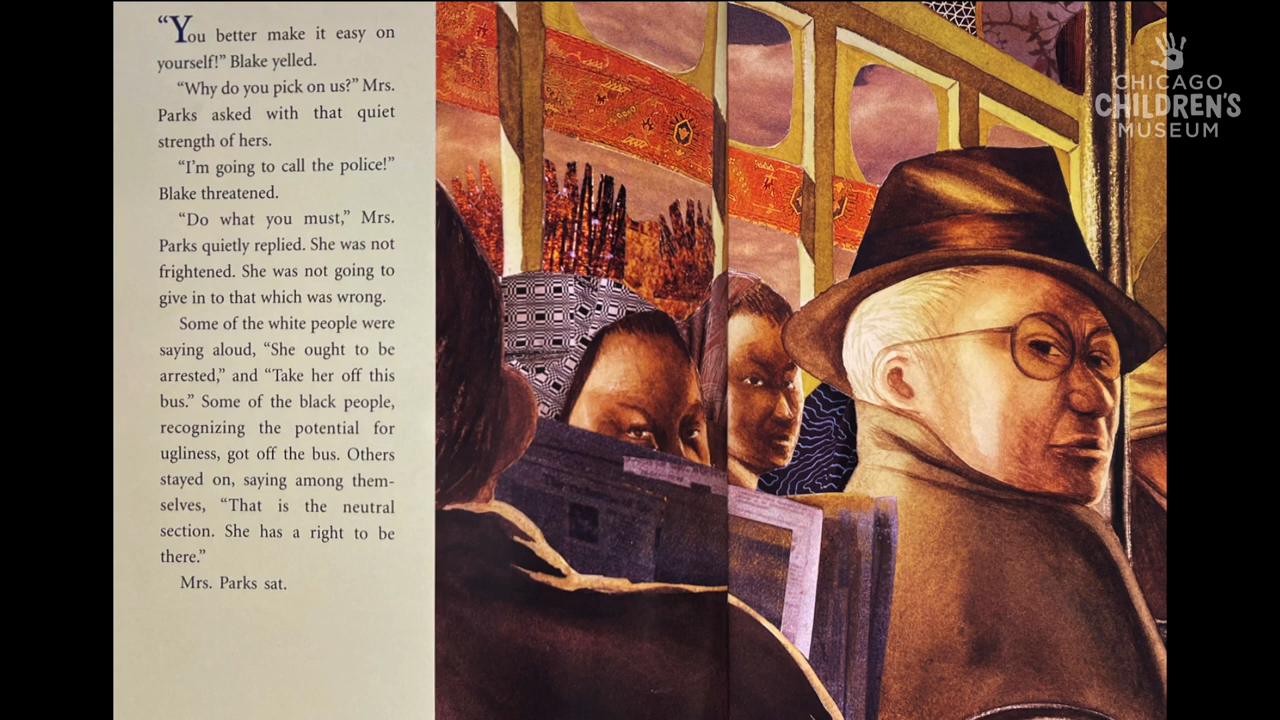 “You better make it easy on
yourself!” Blake yelled.
“Why do you pick on us?” Mrs.
Parks asked with that quiet
strength of hers.
“I’m going to call the police!”
Blake threatened.
“Do what you must,” Mrs.
Parks quietly replied. She was not
frightened. She was not going to
give in to that which was wrong.
Some of the white people were
saying aloud, “She ought to be
arrested,” and “Take her off this
bus.” Some of the black people,
recognizing the potential for
ugliness, got off the bus. Others
stayed on, saying among them-
selves, “That is the neutral
section. She has a right to be
there.”
Mrs. Parks sat.
CHICAGO
CHILDREN'S
MUSEUM